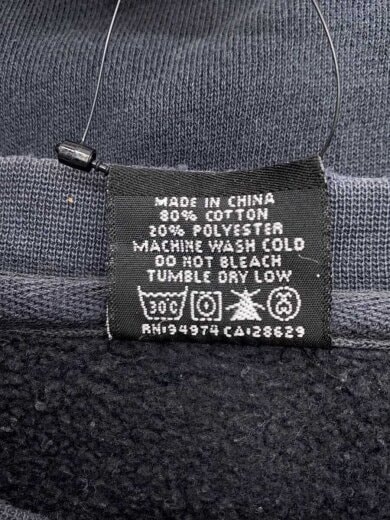 MADE IN CHINA
80% COTTON
20% POLYESTER
MACHINE WASH COLD
DO NOT BLEACH
TUMBLE DRY LOW
30C
RN:94974 CA:28629